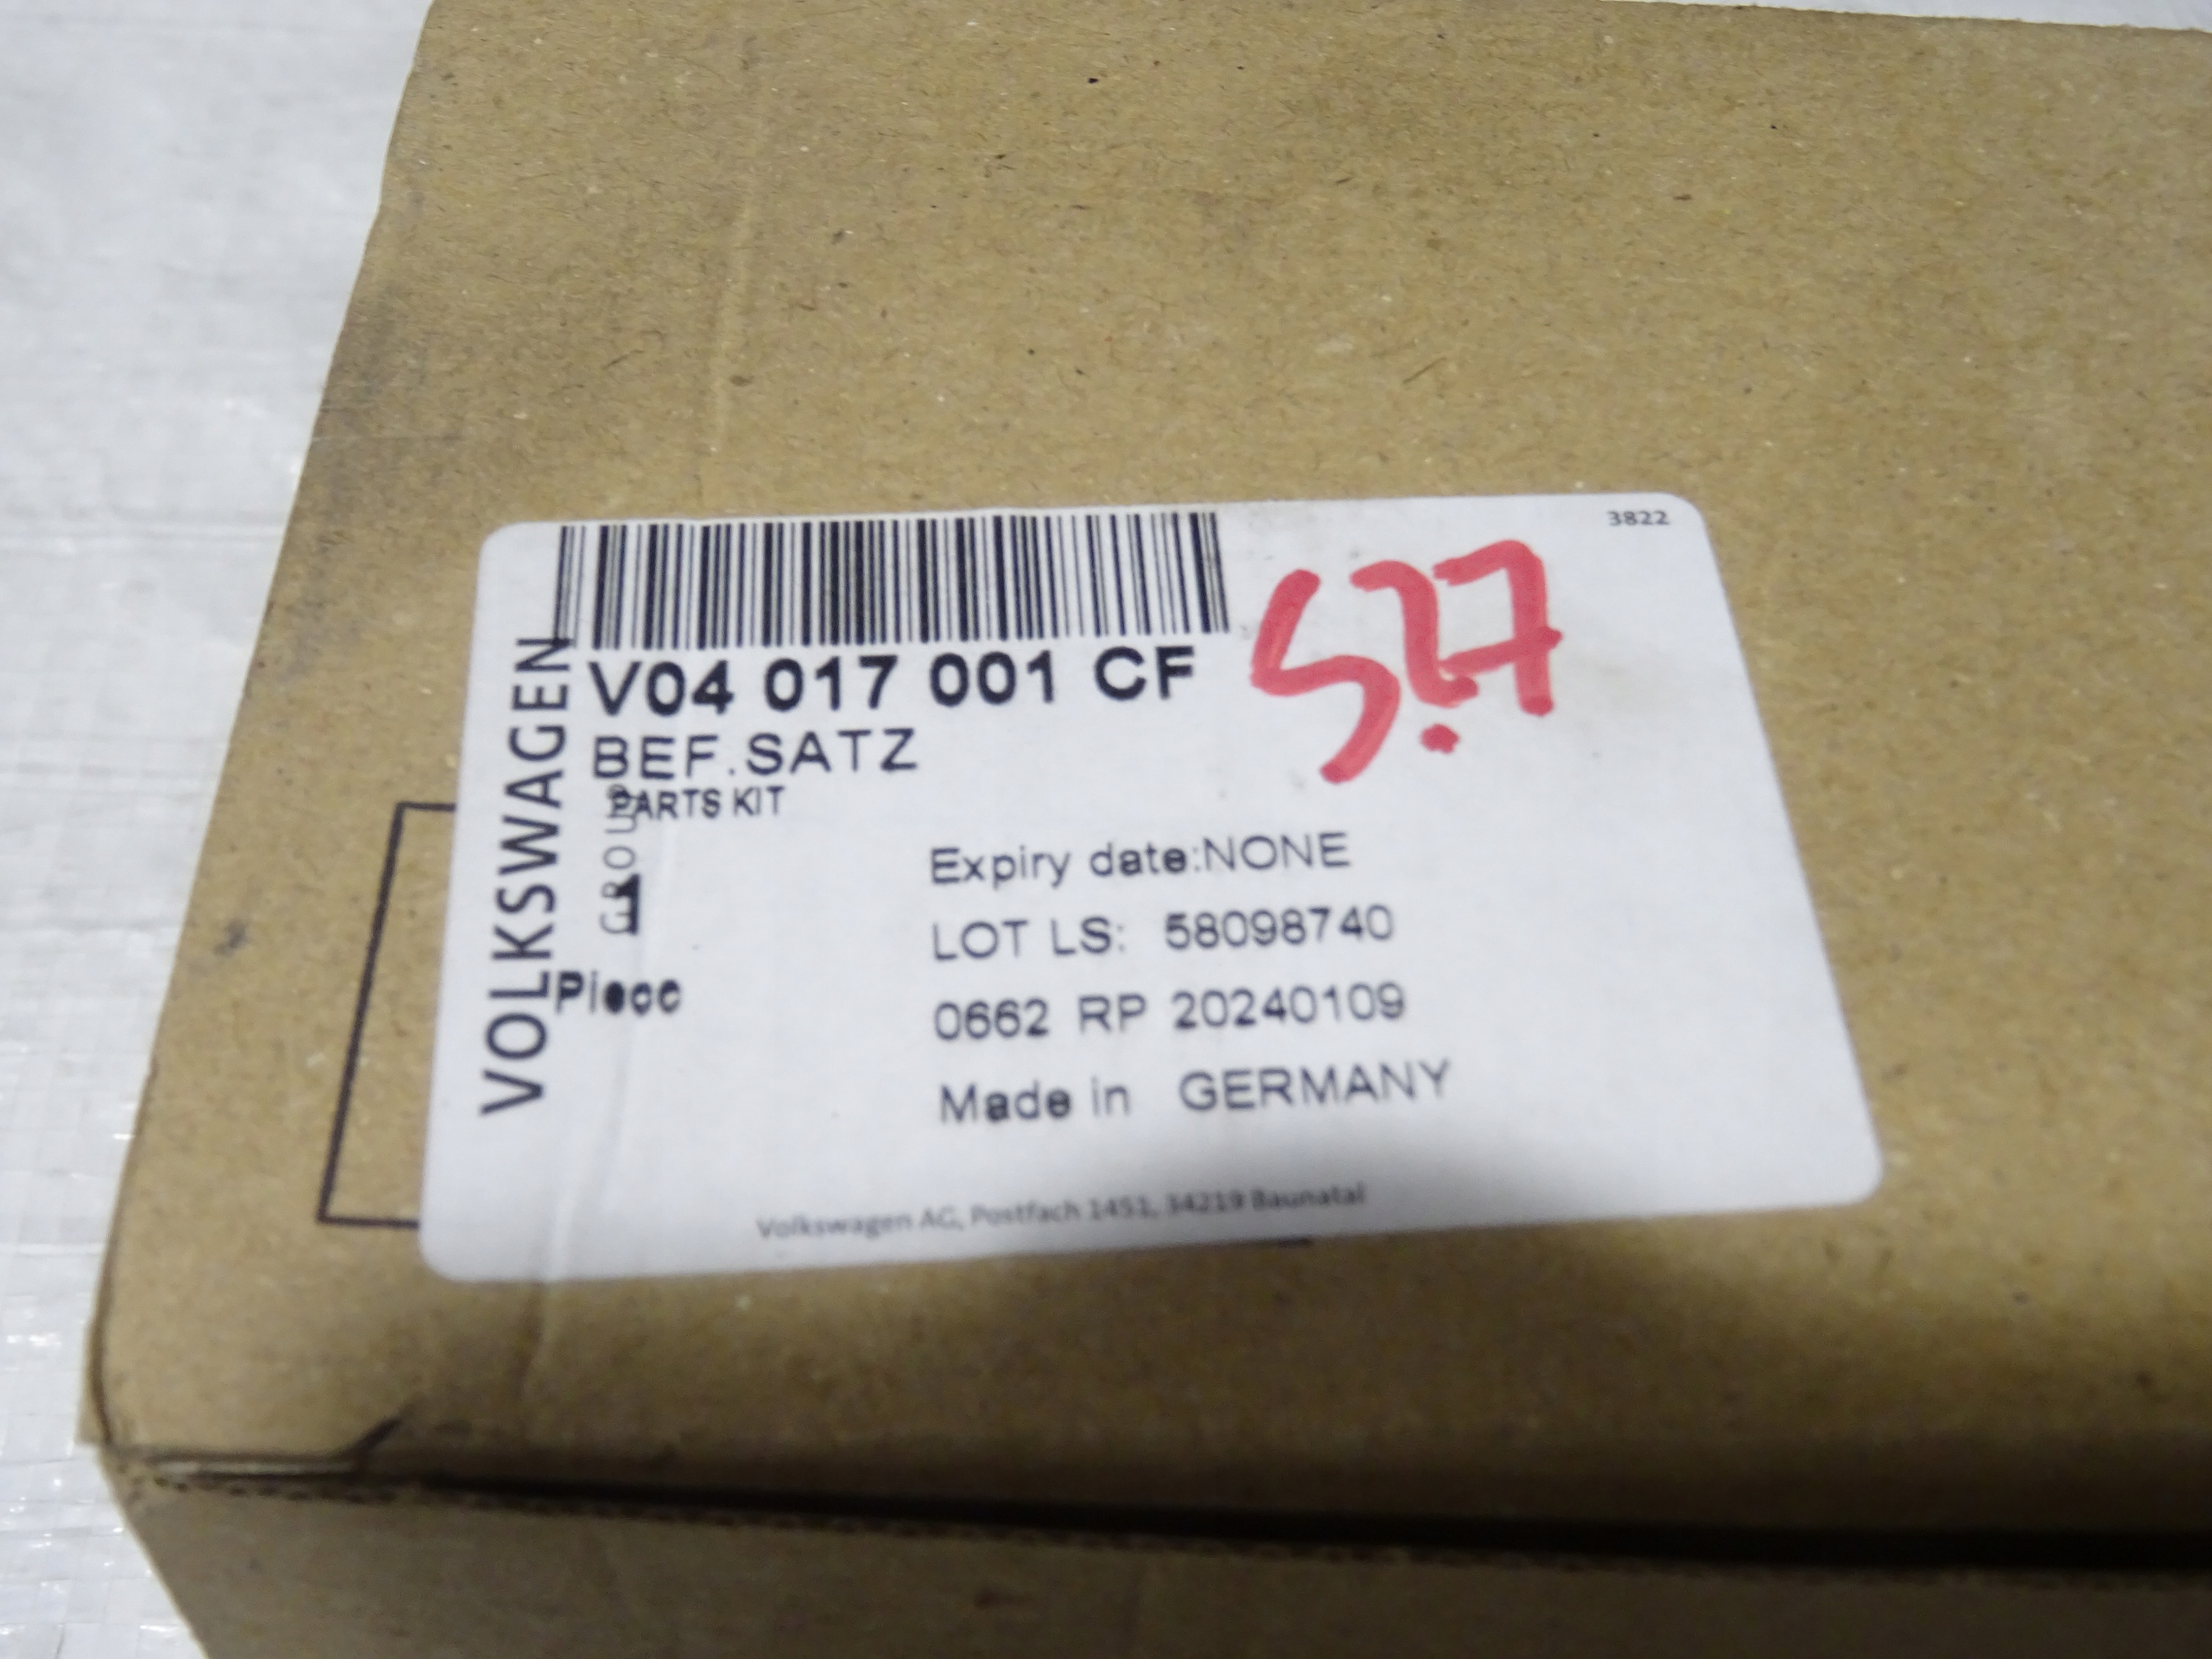 3822
V04 017 001 CF
BEF.SATZ
PARTS KIT
1
Piece
VOLKSWAGEN
GROUP
Expiry date:NONE
LOT LS: 58098740
0662 RP 20240109
Made in GERMANY
Volkswagen AG, Postfach 1451, 34219 Baunatal